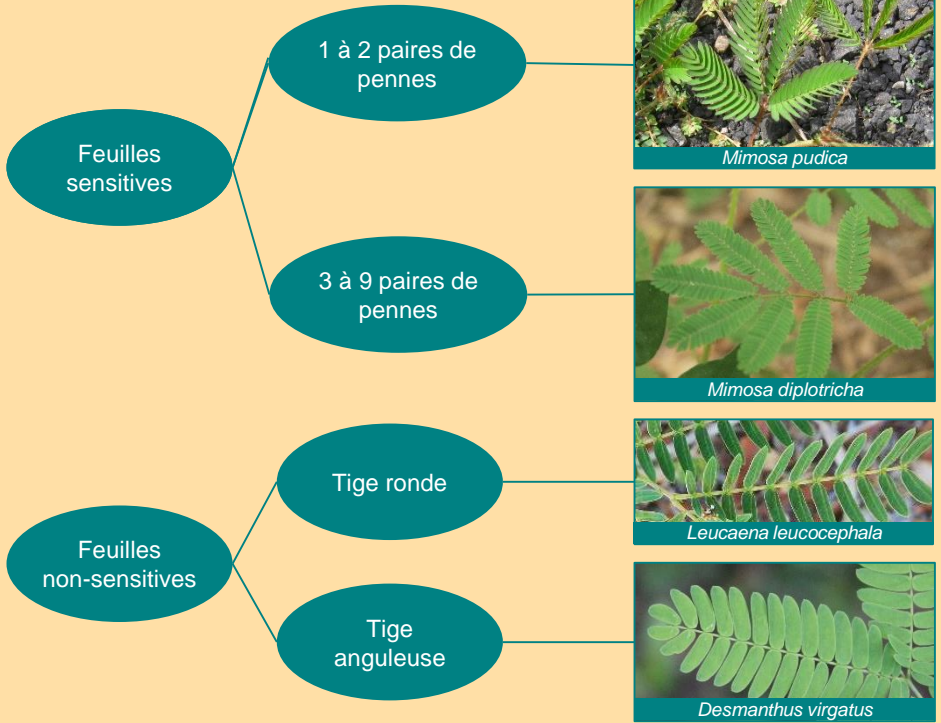 1 à 2 paires de
pennes
Feuilles
sensitives
Mimosa pudica
3 à 9 paires de
pennes
Mimosa diplotricha
Tige ronde
Leucaena leucocephala
Feuilles
non-sensitives
Tige
anguleuse
Desmanthus virgatus